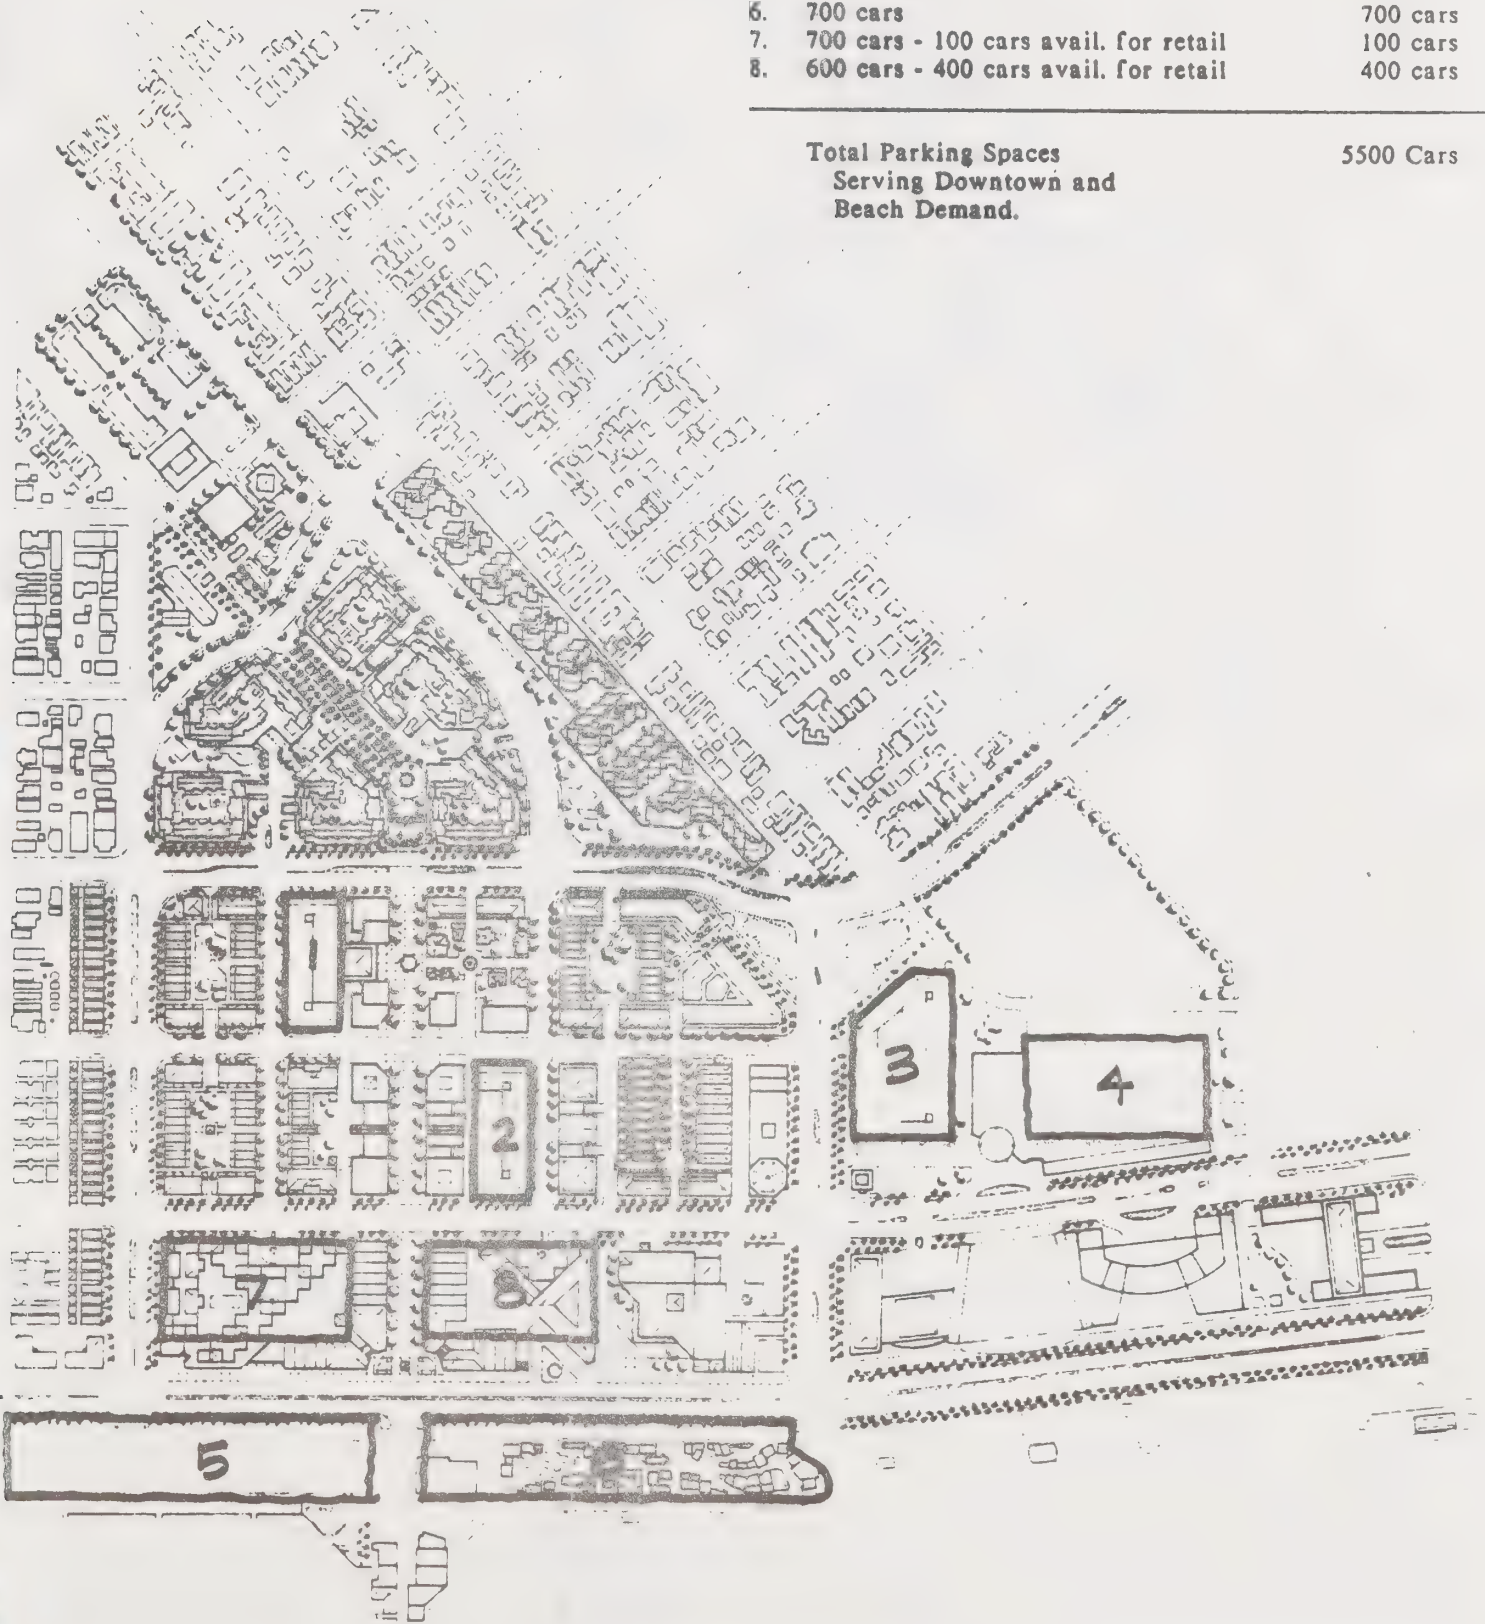 6. 700 cars 700 cars
7. 700 cars - 100 cars avail. for retail 100 cars
8. 600 cars - 400 cars avail. for retail 400 cars
Total Parking Spaces 5500 Cars
Serving Downtown and
Beach Demand.
1
3
4
2
7
8
5